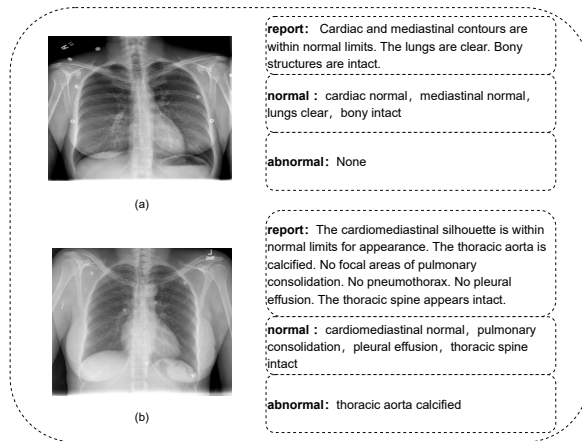 report： Cardiac and mediastinal contours are
within normal limits. The lungs are clear. Bony
structures are intact.
normal： cardiac normal，mediastinal normal，
lungs clear，bony intact
abnormal：None
(a)
report： The cardiomediastinal silhouette is within
normal limits for appearance. The thoracic aorta is
calcified. No focal areas of pulmonary
consolidation. No pneumothorax. No pleural
effusion. The thoracic spine appears intact.
normal： cardiomediastinal normal，pulmonary
consolidation，pleural effusion，thoracic spine
intact
abnormal：thoracic aorta calcified
(b)